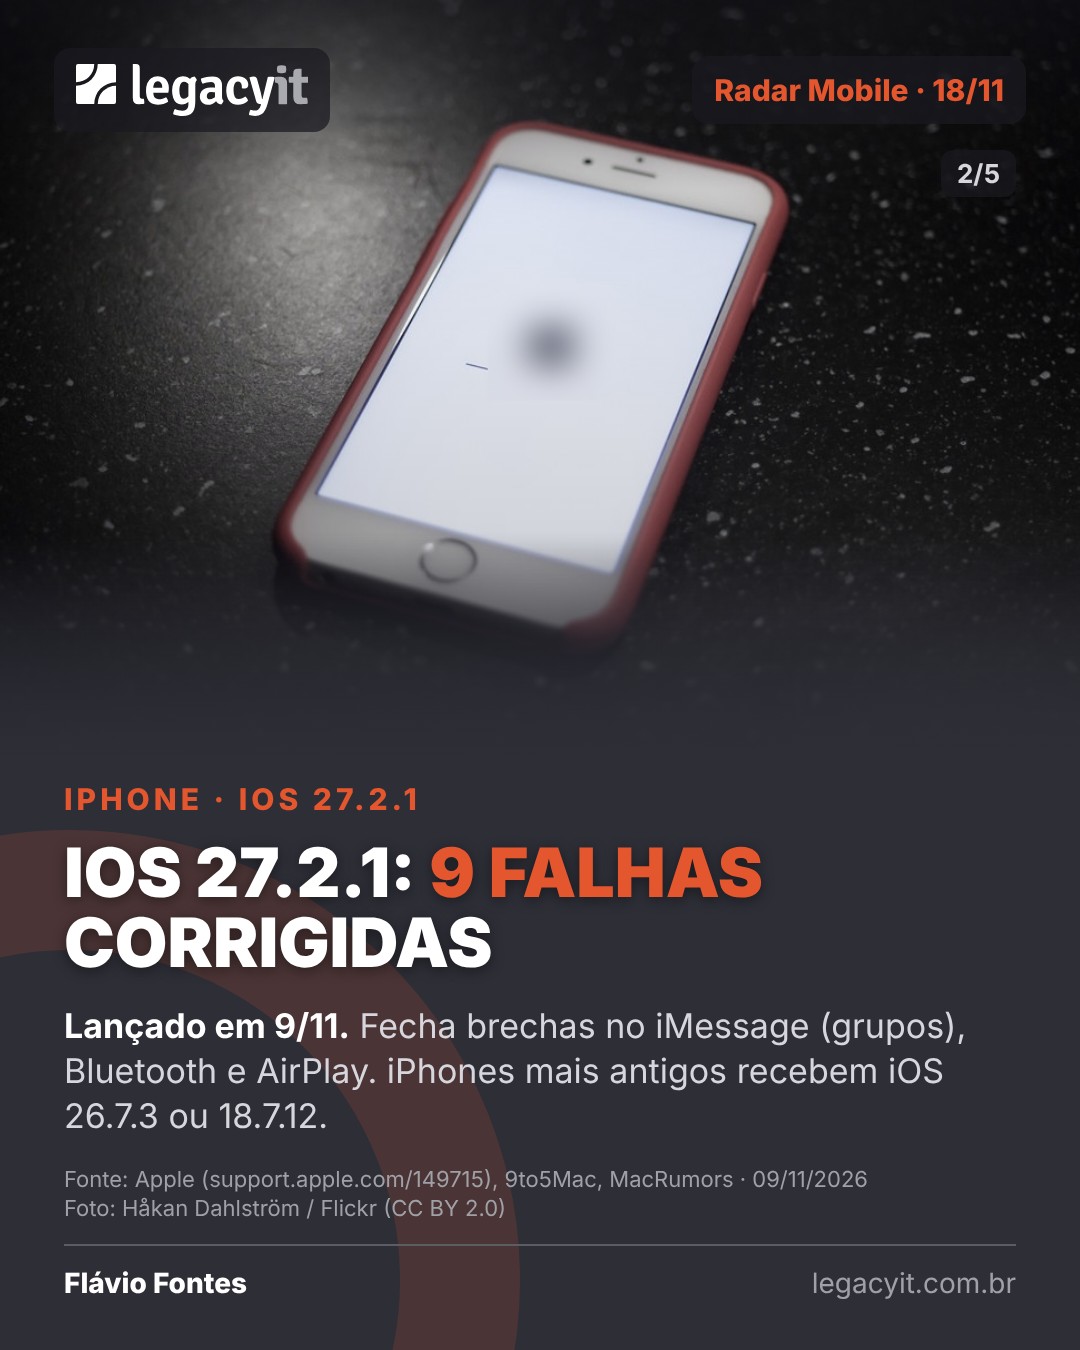 legacyit
Radar Mobile · 18/11
2/5
IPHONE · IOS 27.2.1
IOS 27.2.1: 9 FALHAS
CORRIGIDAS
Lançado em 9/11. Fecha brechas no iMessage (grupos),
Bluetooth e AirPlay. iPhones mais antigos recebem iOS
26.7.3 ou 18.7.12.
Fonte: Apple (support.apple.com/149715), 9to5Mac, MacRumors · 09/11/2026
Foto: Håkan Dahlström / Flickr (CC BY 2.0)
Flávio Fontes
legacyit.com.br